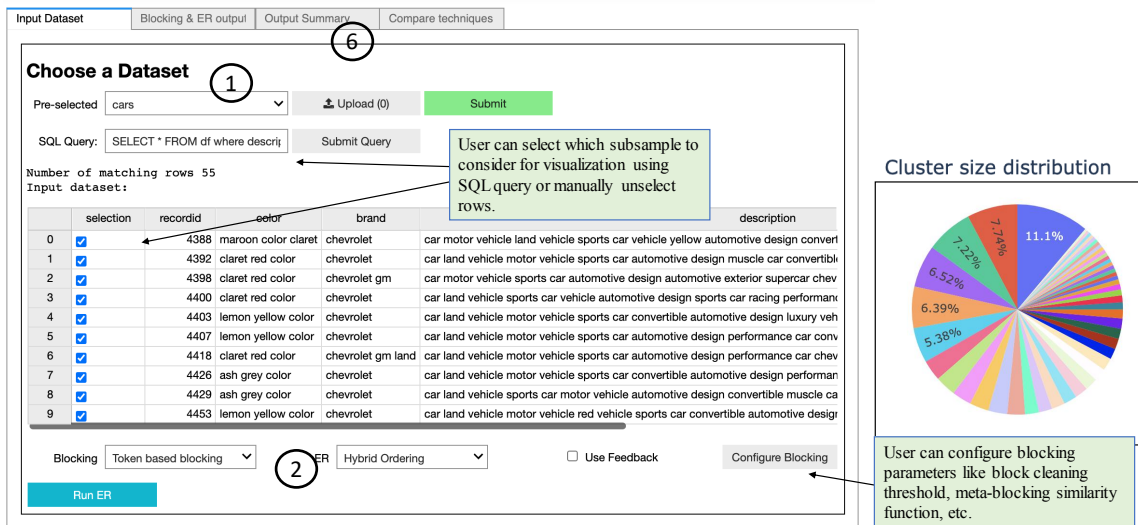 Input Dataset
Blocking & ER output
Output Summary
Compare techniques
6
Choose a Dataset
1
Pre-selected
cars
Upload (0)
Submit
SQL Query:
SELECT * FROM df where descrip
Submit Query
User can select which subsample to
consider for visualization using
SQL query or manually unselect
rows.
Number of matching rows 55
Input dataset:
selection recordid color brand description
0 4388 maroon color claret chevrolet car motor vehicle land vehicle sports car vehicle yellow automotive design convert
1 4392 claret red color chevrolet car land vehicle motor vehicle sports car automotive design muscle car convertible
2 4398 claret red color chevrolet gm car motor vehicle sports car automotive design automotive exterior supercar chev
3 4400 claret red color chevrolet car land vehicle sports car vehicle automotive design sports car racing performanc
4 4403 lemon yellow color chevrolet car land vehicle motor vehicle sports car convertible automotive design luxury veh
5 4407 lemon yellow color chevrolet car land vehicle motor vehicle sports car automotive design performance car conv
6 4418 claret red color chevrolet gm land car land vehicle motor vehicle sports car automotive design performance car chev
7 4426 ash grey color chevrolet car land vehicle motor vehicle sports car convertible automotive design performan
8 4429 ash grey color chevrolet car land vehicle sports car motor vehicle automotive design convertible muscle ca
9 4453 lemon yellow color chevrolet car land vehicle motor vehicle red vehicle sports car convertible automotive design
Blocking
Token based blocking
2
ER
Hybrid Ordering
Use Feedback
Configure Blocking
Run ER
Cluster size distribution
11.1%
7.74%
7.22%
6.52%
6.39%
5.38%
User can configure blocking
parameters like block cleaning
threshold, meta-blocking similarity
function, etc.